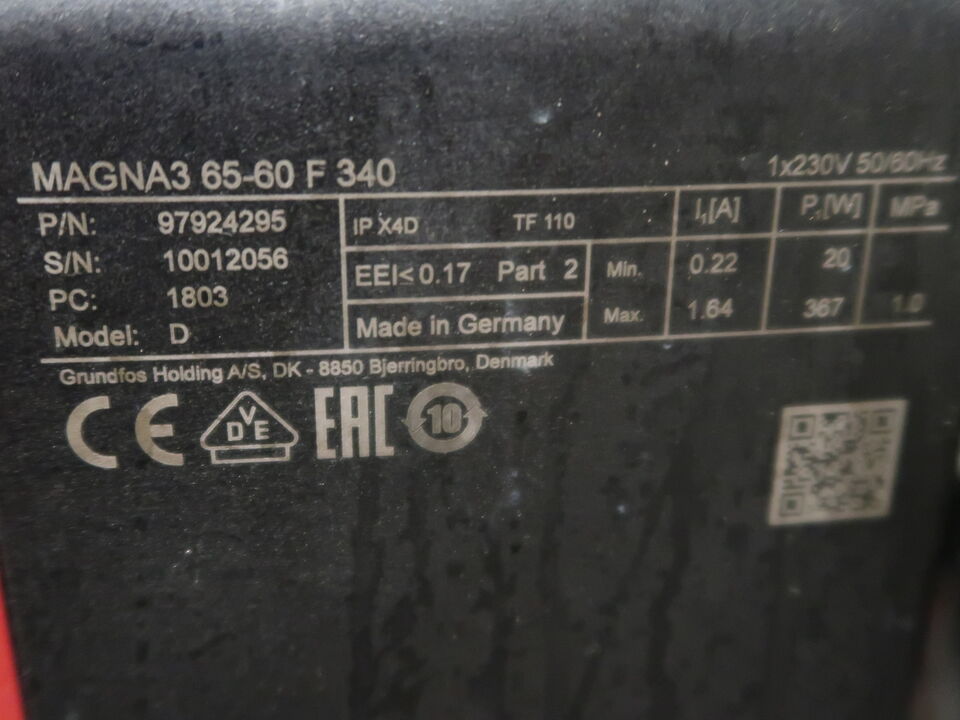 MAGNA3 65-60 F 340
1x230V 50/60Hz
P/N: 97924295
S/N: 10012056
PC: 1803
Model: D
IP X4D TF 110
EEI≤ 0.17 Part 2
Made in Germany
I₁[A] P₁[W] MPa
Min. 0.22 20
Max. 1.64 367 1.0
Grundfos Holding A/S, DK - 8850 Bjerringbro, Denmark
CE VDE EAC 10